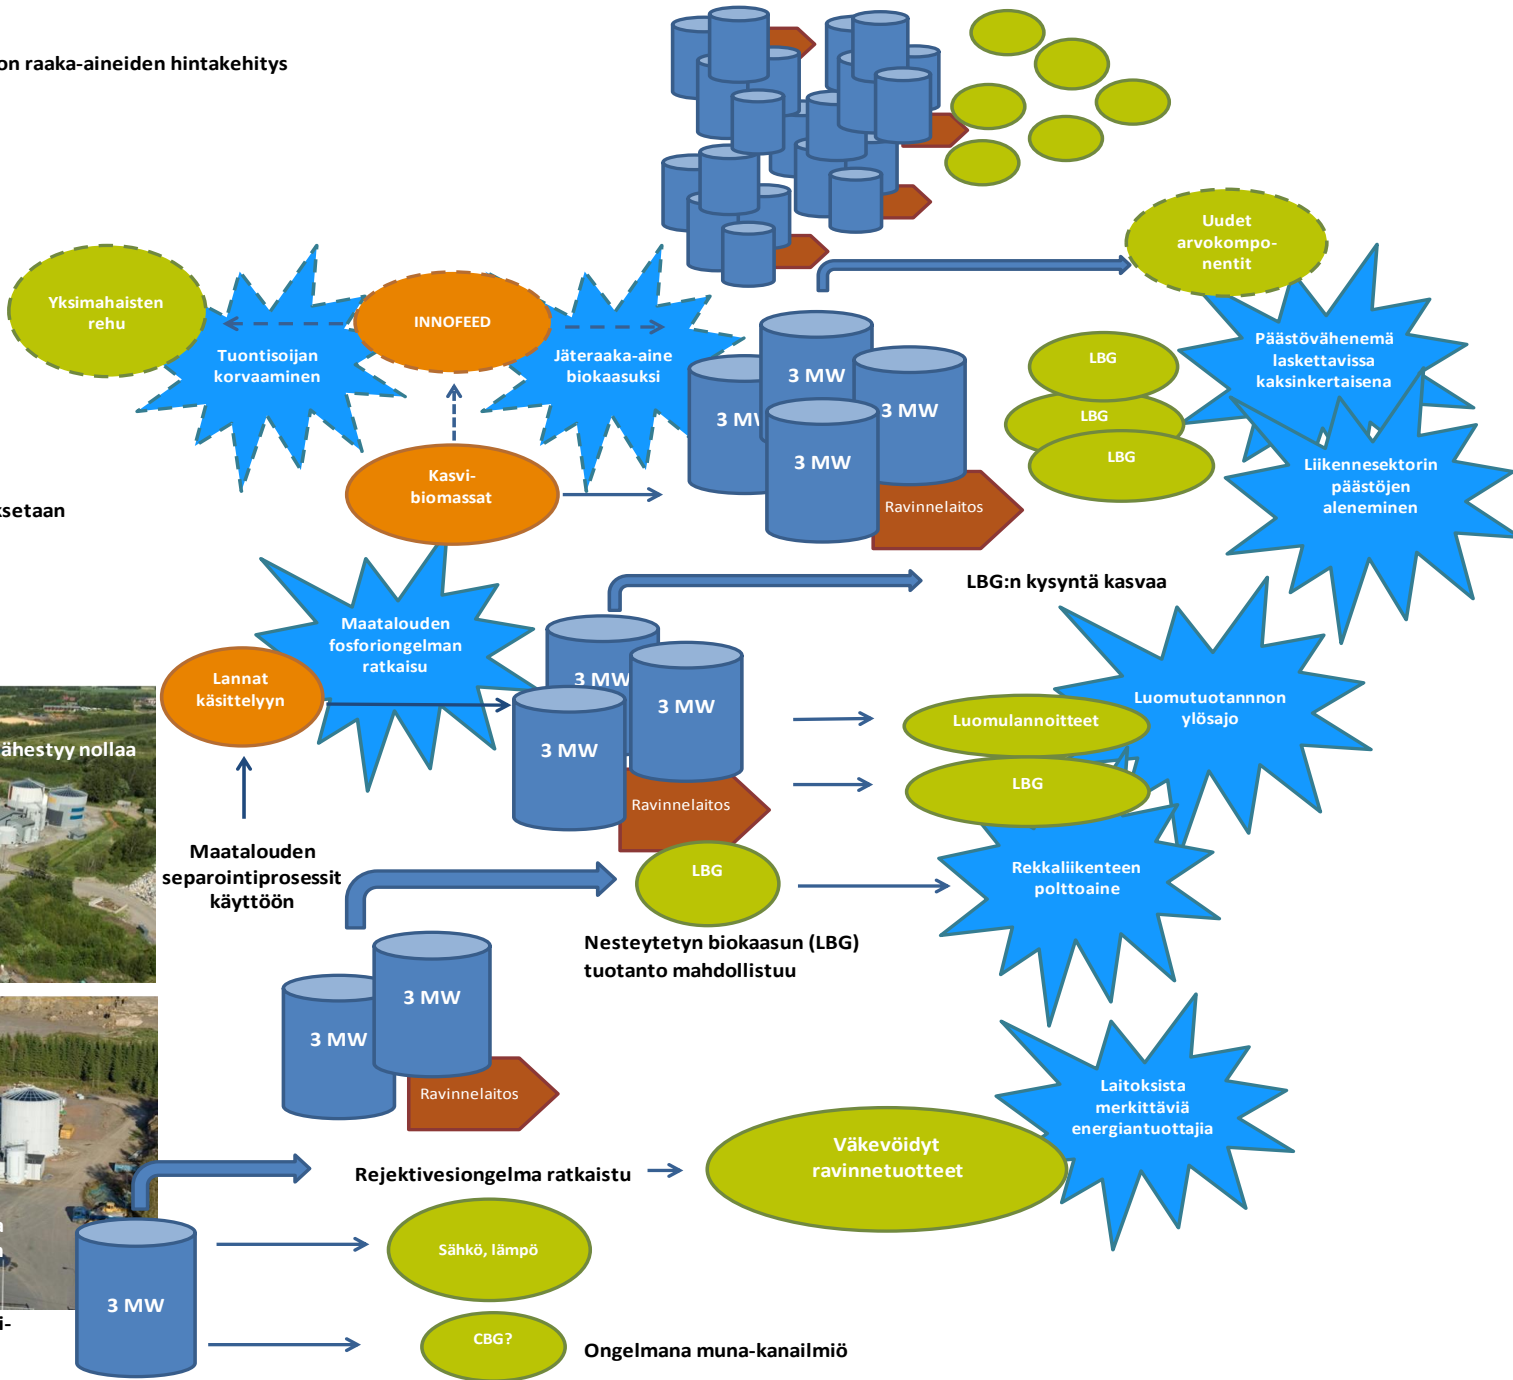 on raaka-aineiden hintakehitys
Uudet
arvokompo-
nentit
Yksimahaisten
rehu
INNOFEED
Tuontisoijan
korvaaminen
Jäteraaka-aine
biokaasuksi
3 MW
3 MW
3 MW
3 MW
LBG
LBG
LBG
Päästövähenemä
laskettavissa
kaksinkertaisena
Liikennesektorin
päästöjen
aleneminen
Kasvi-
biomassat
Ravinnelaitos
ksetaan
LBG:n kysyntä kasvaa
Maatalouden
fosforiongelman
ratkaisu
Lannat
käsittelyyn
3 MW
3 MW
3 MW
Luomulannoitteet
Luomutuotannnon
ylösajo
ähestyy nollaa
LBG
Ravinnelaitos
Maatalouden
separointiprosessit
käyttöön
LBG
Rekkaliikenteen
polttoaine
Nesteytetyn biokaasun (LBG)
tuotanto mahdollistuu
3 MW
3 MW
Ravinnelaitos
Laitoksista
merkittäviä
energiantuottajia
Rejektivesiongelma ratkaistu
Väkevöidyt
ravinnetuotteet
Sähkö, lämpö
3 MW
i-
CBG?
Ongelmana muna-kanailmiö